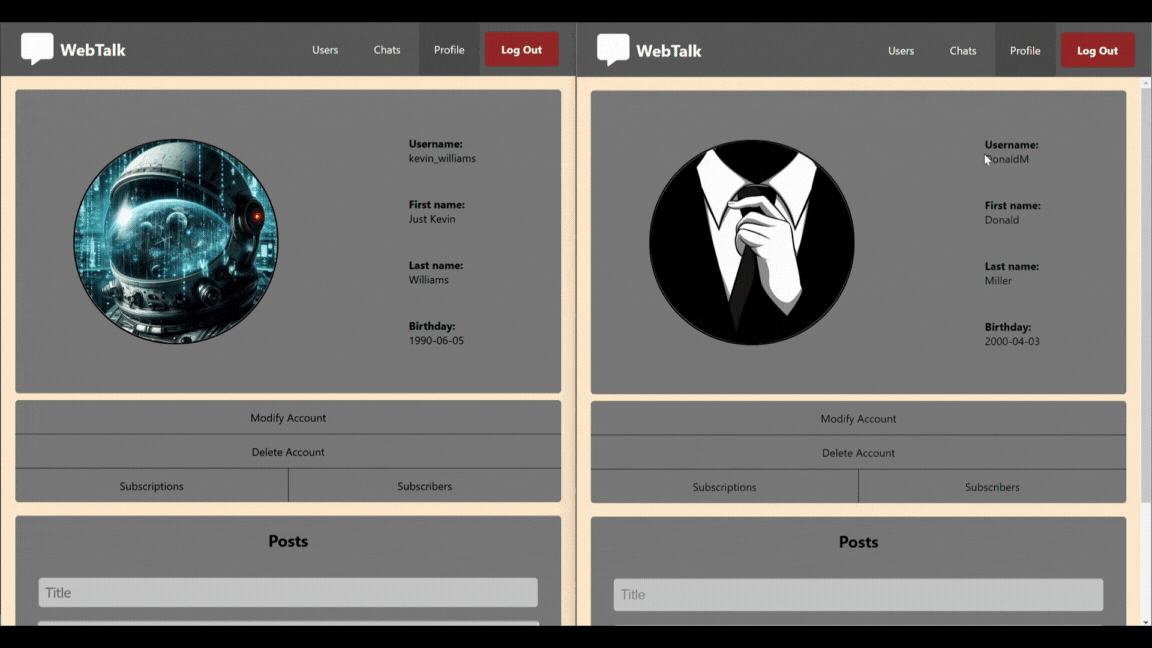 WebTalk
Users Chats Profile Log Out
Username:
kevin_williams
First name:
Just Kevin
Last name:
Williams
Birthday:
1990-06-05
Modify Account
Delete Account
Subscriptions Subscribers
Posts
Title
WebTalk
Users Chats Profile Log Out
Username:
DonaldM
First name:
Donald
Last name:
Miller
Birthday:
2000-04-03
Modify Account
Delete Account
Subscriptions Subscribers
Posts
Title